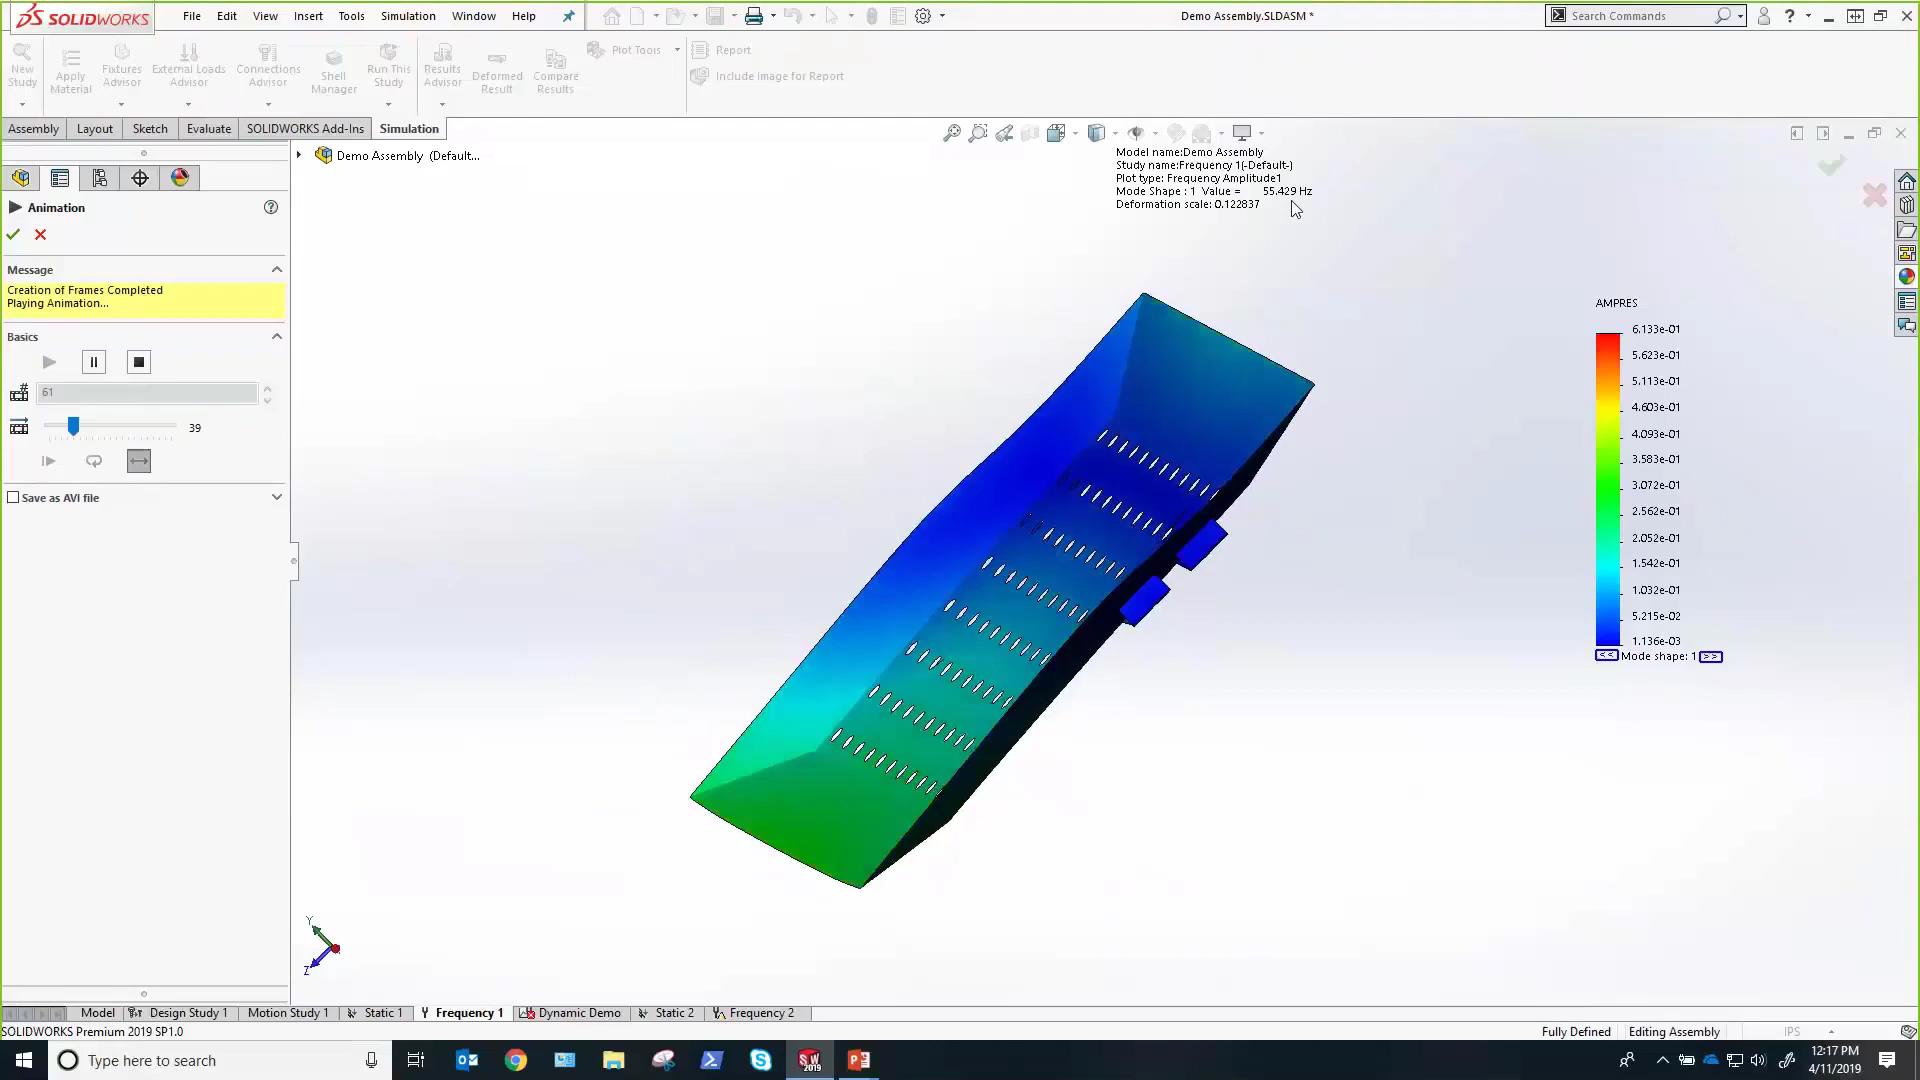 SOLIDWORKS
File Edit View Insert Tools Simulation Window Help
Demo Assembly.SLDASM *
Search Commands
New Study
Apply Material
Fixtures Advisor
External Loads Advisor
Connections Advisor
Shell Manager
Run This Study
Results Advisor
Deformed Result
Compare Results
Plot Tools
Report
Include Image for Report
Assembly Layout Sketch Evaluate SOLIDWORKS Add-Ins Simulation
Demo Assembly (Default...
Model name:Demo Assembly
Study name:Frequency 1(-Default-)
Plot type: Frequency Amplitude1
Mode Shape : 1 Value = 55.429 Hz
Deformation scale: 0.122837
Animation
Message
Creation of Frames Completed
Playing Animation...
Basics
61
39
Save as AVI file
AMPRES
6.133e-01
5.623e-01
5.113e-01
4.603e-01
4.093e-01
3.583e-01
3.072e-01
2.562e-01
2.052e-01
1.542e-01
1.032e-01
5.215e-02
1.136e-03
<< Mode shape: 1 >>
Y
Z
Model Design Study 1 Motion Study 1 Static 1 Frequency 1 Dynamic Demo Static 2 Frequency 2
SOLIDWORKS Premium 2019 SP1.0
Fully Defined Editing Assembly IPS
Type here to search
SW 2019
12:17 PM
4/11/2019